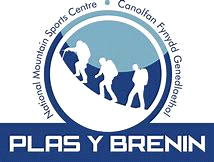 National Mountain Sports Centre • Canolfan Fynydd Genedlaethol
PLAS Y BRENIN